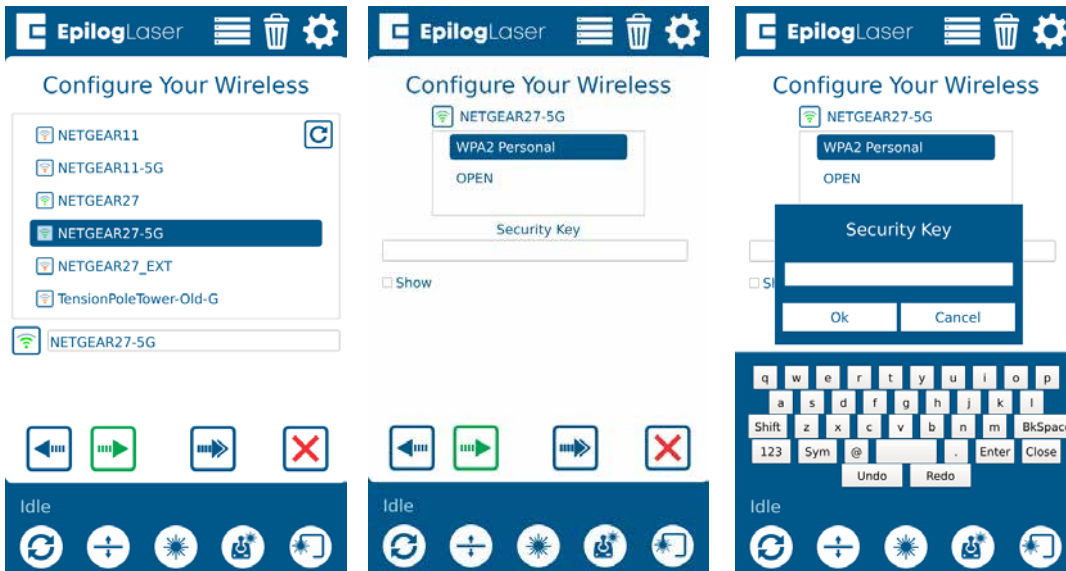 EpilogLaser
Configure Your Wireless
NETGEAR11
NETGEAR11-5G
NETGEAR27
NETGEAR27-5G
NETGEAR27_EXT
TensionPoleTower-Old-G
NETGEAR27-5G
Idle
EpilogLaser
Configure Your Wireless
NETGEAR27-5G
WPA2 Personal
OPEN
Security Key
Show
Idle
EpilogLaser
Configure Your Wireless
NETGEAR27-5G
WPA2 Personal
OPEN
Security Key
Ok Cancel
q w e r t y u i o p
a s d f g h j k l
Shift z x c v b n m BkSpace
123 Sym @ . Enter Close
Undo Redo
Idle